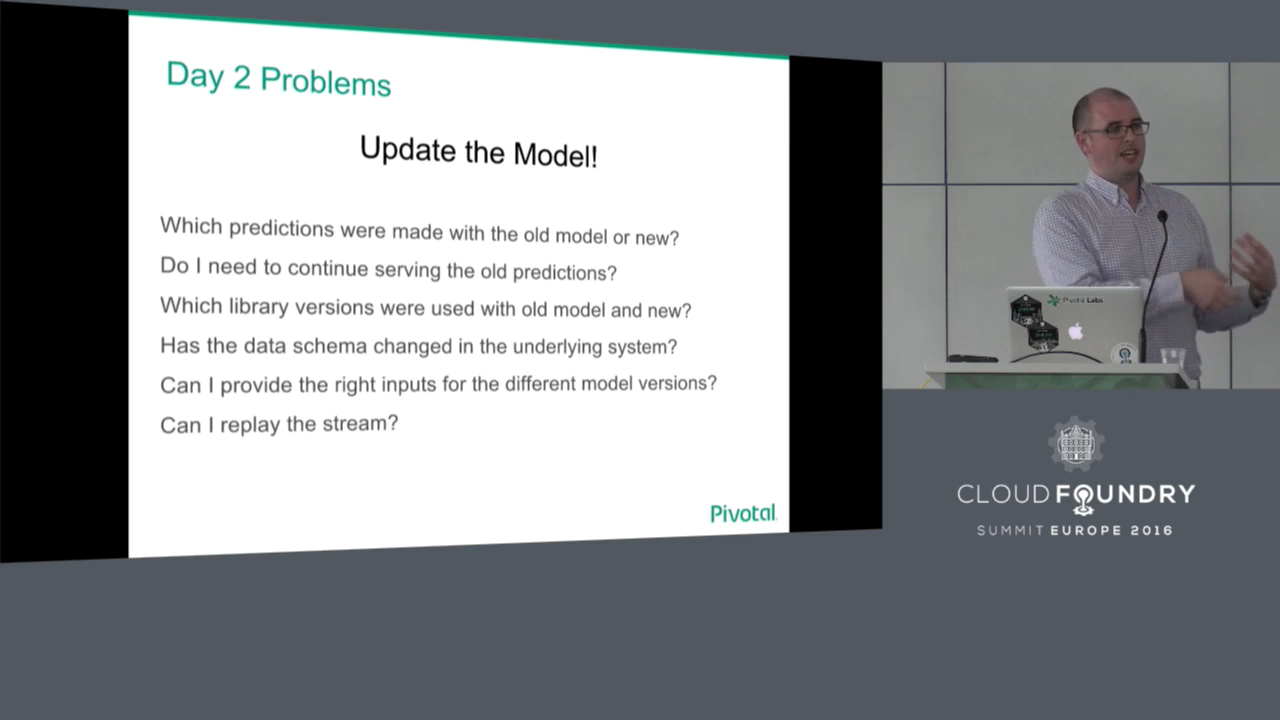 Day 2 Problems
Update the Model!
Which predictions were made with the old model or new?
Do I need to continue serving the old predictions?
Which library versions were used with old model and new?
Has the data schema changed in the underlying system?
Can I provide the right inputs for the different model versions?
Can I replay the stream?
Pivotal
Pivotal Labs
CLOUD FOUNDRY
SUMMIT EUROPE 2016